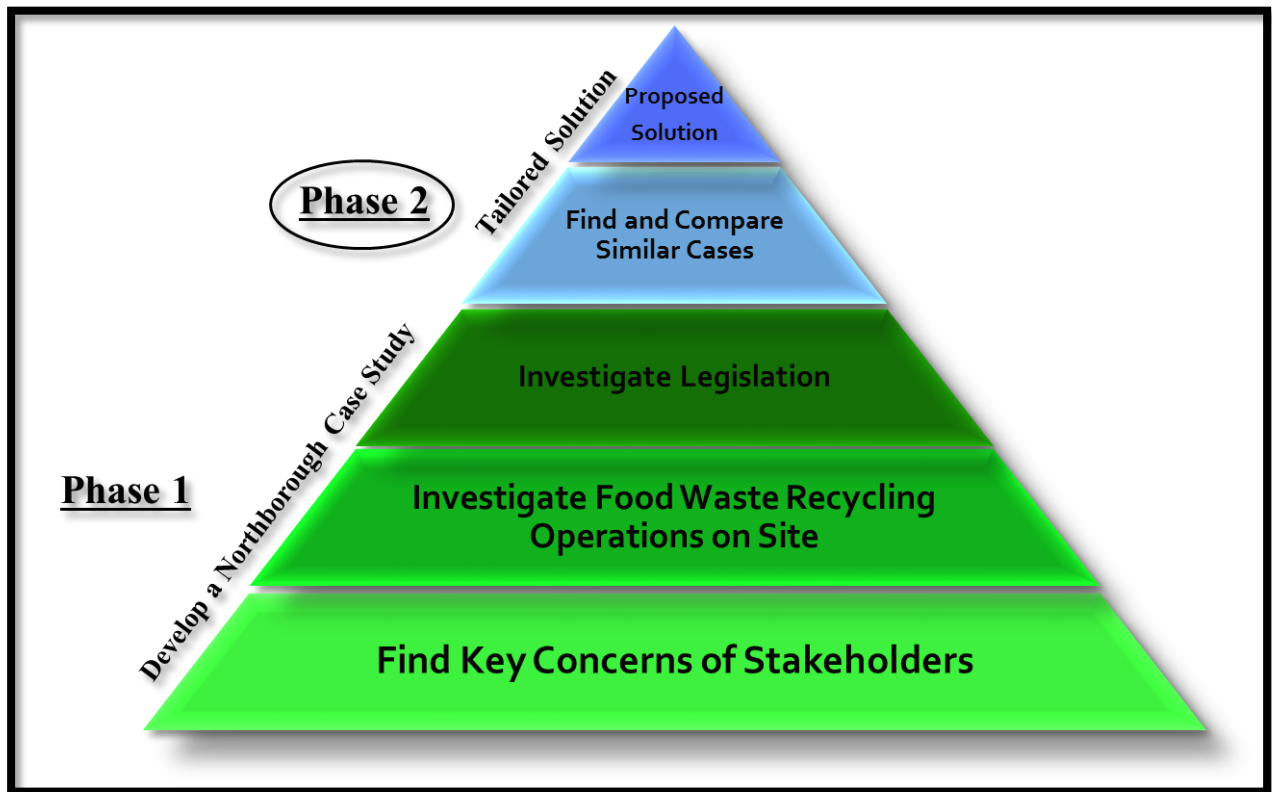 Proposed
Solution
Tailored Solution
Phase 2
Find and Compare
Similar Cases
Investigate Legislation
Develop a Northborough Case Study
Phase 1
Investigate Food Waste Recycling
Operations on Site
Find Key Concerns of Stakeholders